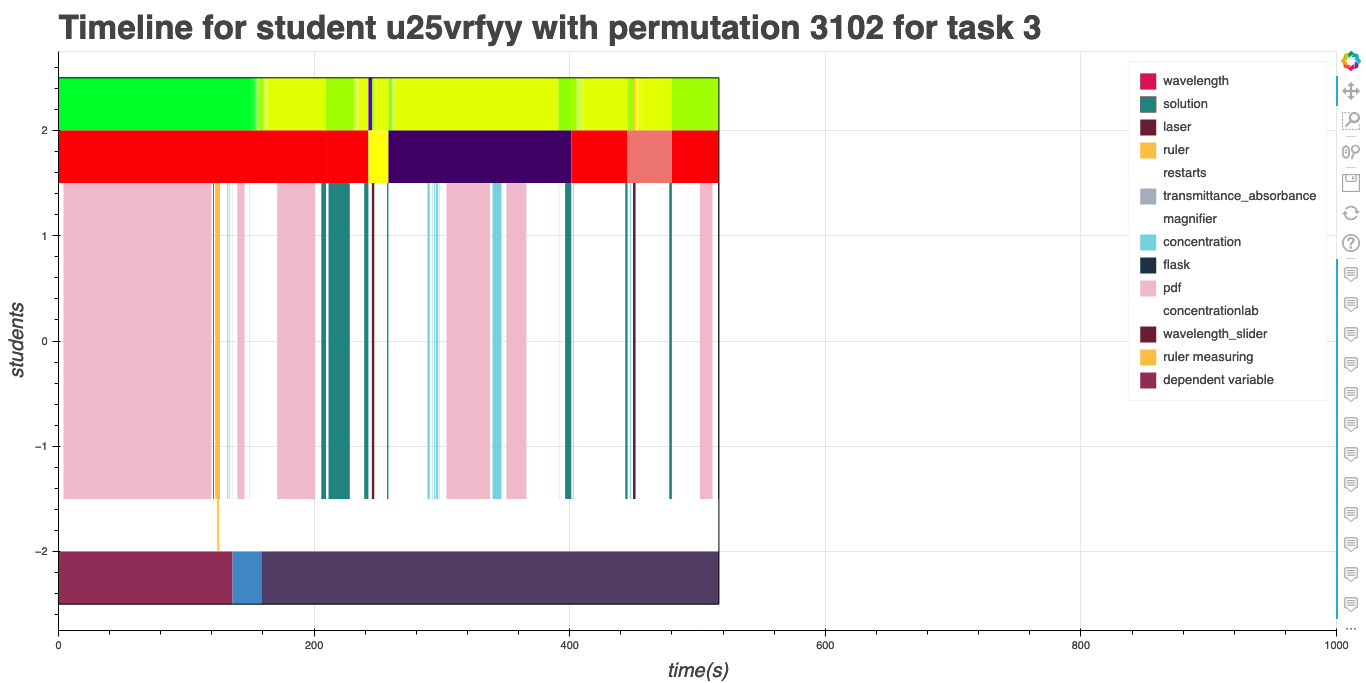 Timeline for student u25vrfyy with permutation 3102 for task 3
wavelength
solution
laser
ruler
restarts
transmittance_absorbance
magnifier
concentration
flask
pdf
concentrationlab
wavelength_slider
ruler measuring
dependent variable
students
2
1
0
−1
−2
0 200 400 600 800 1000
time(s)